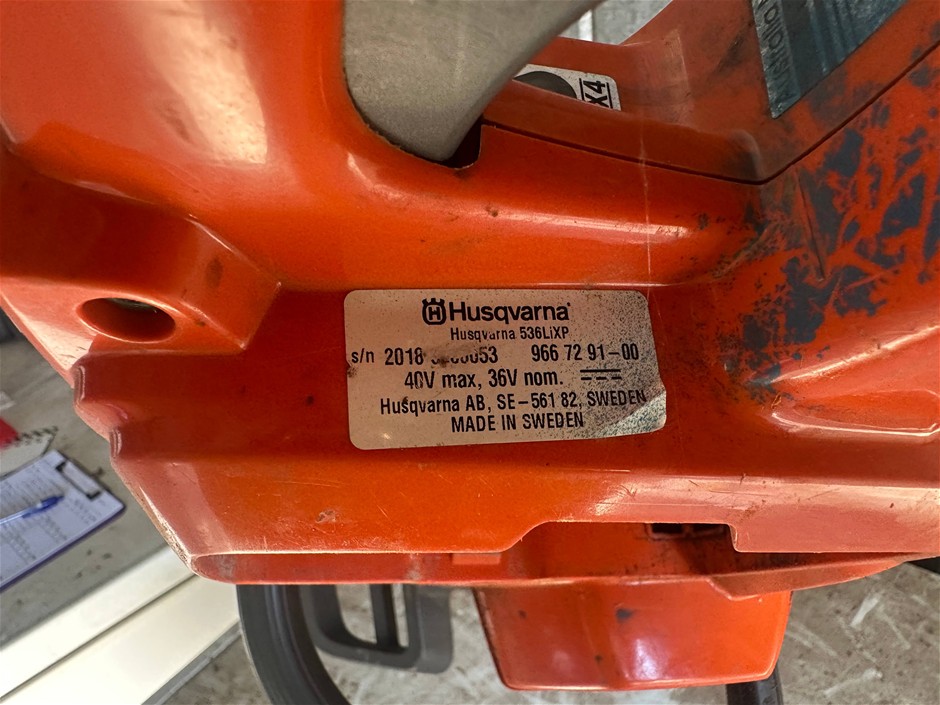 X4
Husqvarna
Husqvarna 536LiXP
s/n 2018 966 72 91-00
40V max, 36V nom.
Husqvarna AB, SE-561 82, SWEDEN
MADE IN SWEDEN